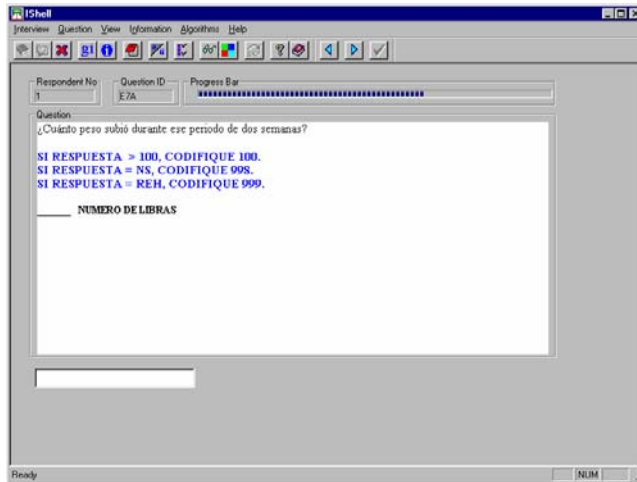 IShell
Interview Question View Information Algorithms Help
Respondent No
Question ID
Progress Bar
1
E7A
Question
¿Cuánto peso subió durante ese periodo de dos semanas?
SI RESPUESTA > 100, CODIFIQUE 100.
SI RESPUESTA = NS, CODIFIQUE 998.
SI RESPUESTA = REH, CODIFIQUE 999.
______ NUMERO DE LIBRAS
Ready
NUM